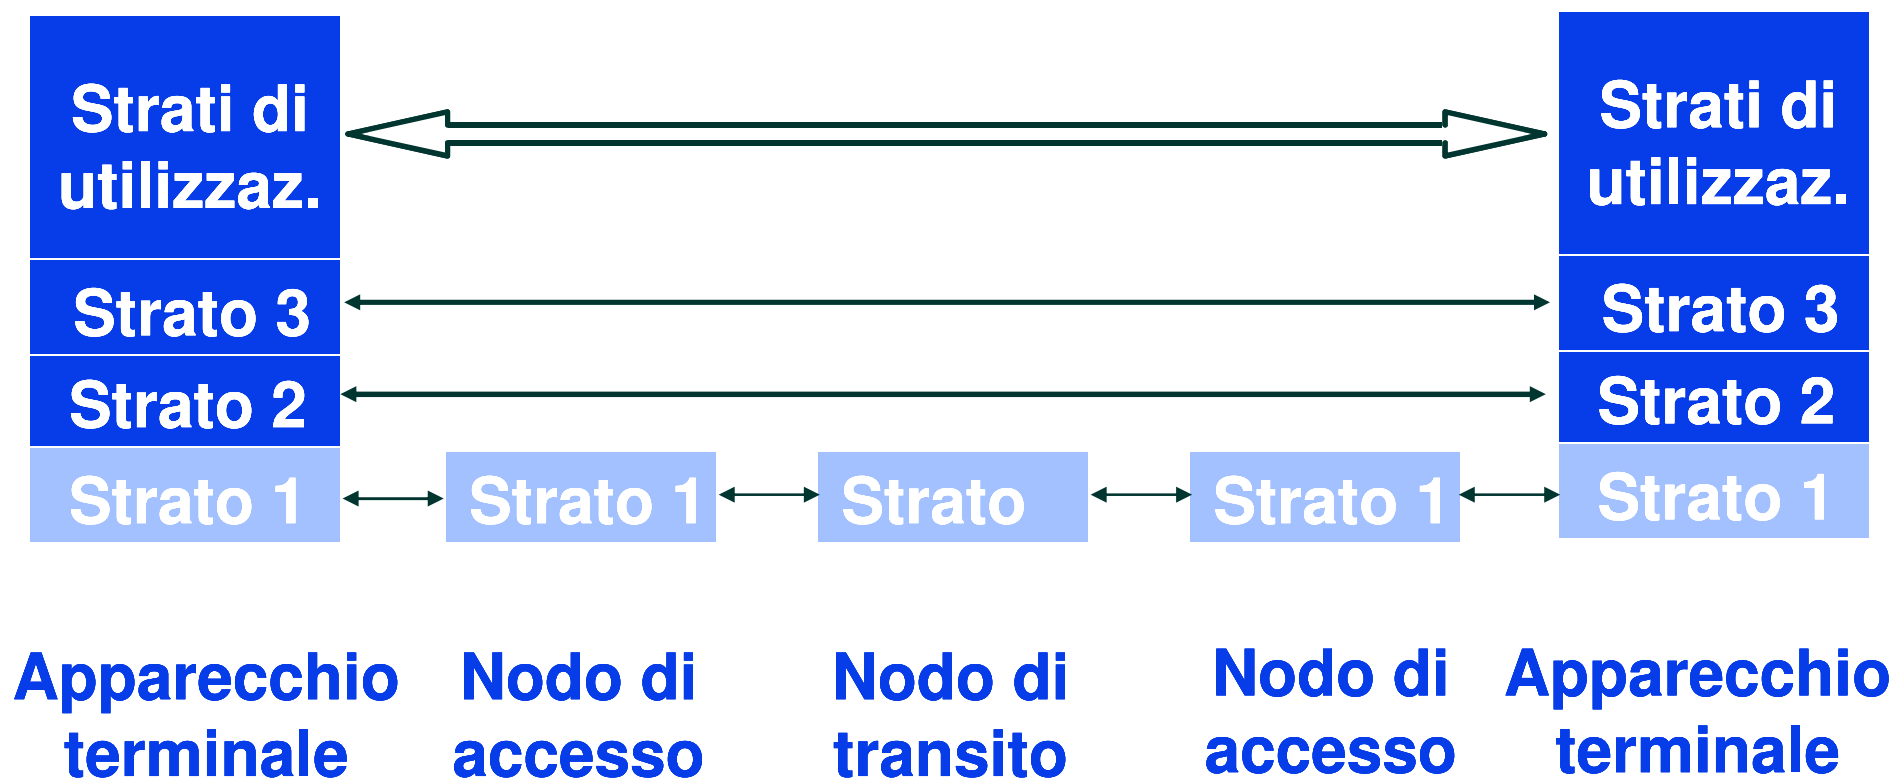 Strati di
utilizzaz.
Strati di
utilizzaz.
Strato 3
Strato 3
Strato 2
Strato 2
Strato 1
Strato 1
Strato
Strato 1
Strato 1
Apparecchio
terminale
Nodo di
accesso
Nodo di
transito
Nodo di
accesso
Apparecchio
terminale